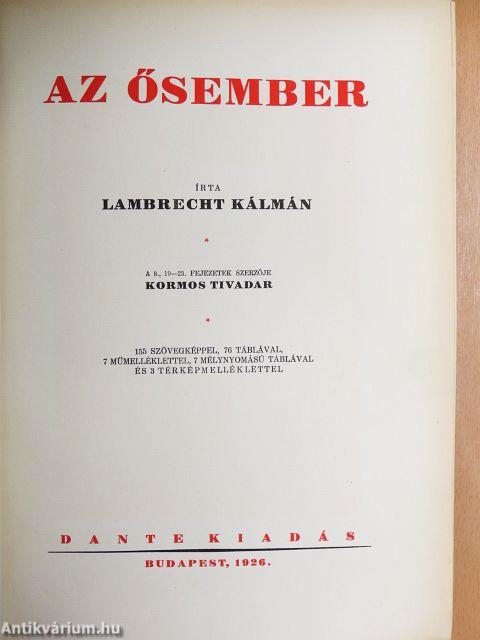 AZ ŐSEMBER
ÍRTA
LAMBRECHT KÁLMÁN
*
A 8., 19—23. FEJEZETEK SZERZŐJE
KORMOS TIVADAR
*
155 SZÖVEGKÉPPEL, 76 TÁBLÁVAL,
7 MŰMELLÉKLETTEL, 7 MÉLYNYOMÁSÚ TÁBLÁVAL
ÉS 3 TÉRKÉPMELLÉKLETTEL
DANTE KIADÁS
BUDAPEST, 1926.
Antikvárium.hu